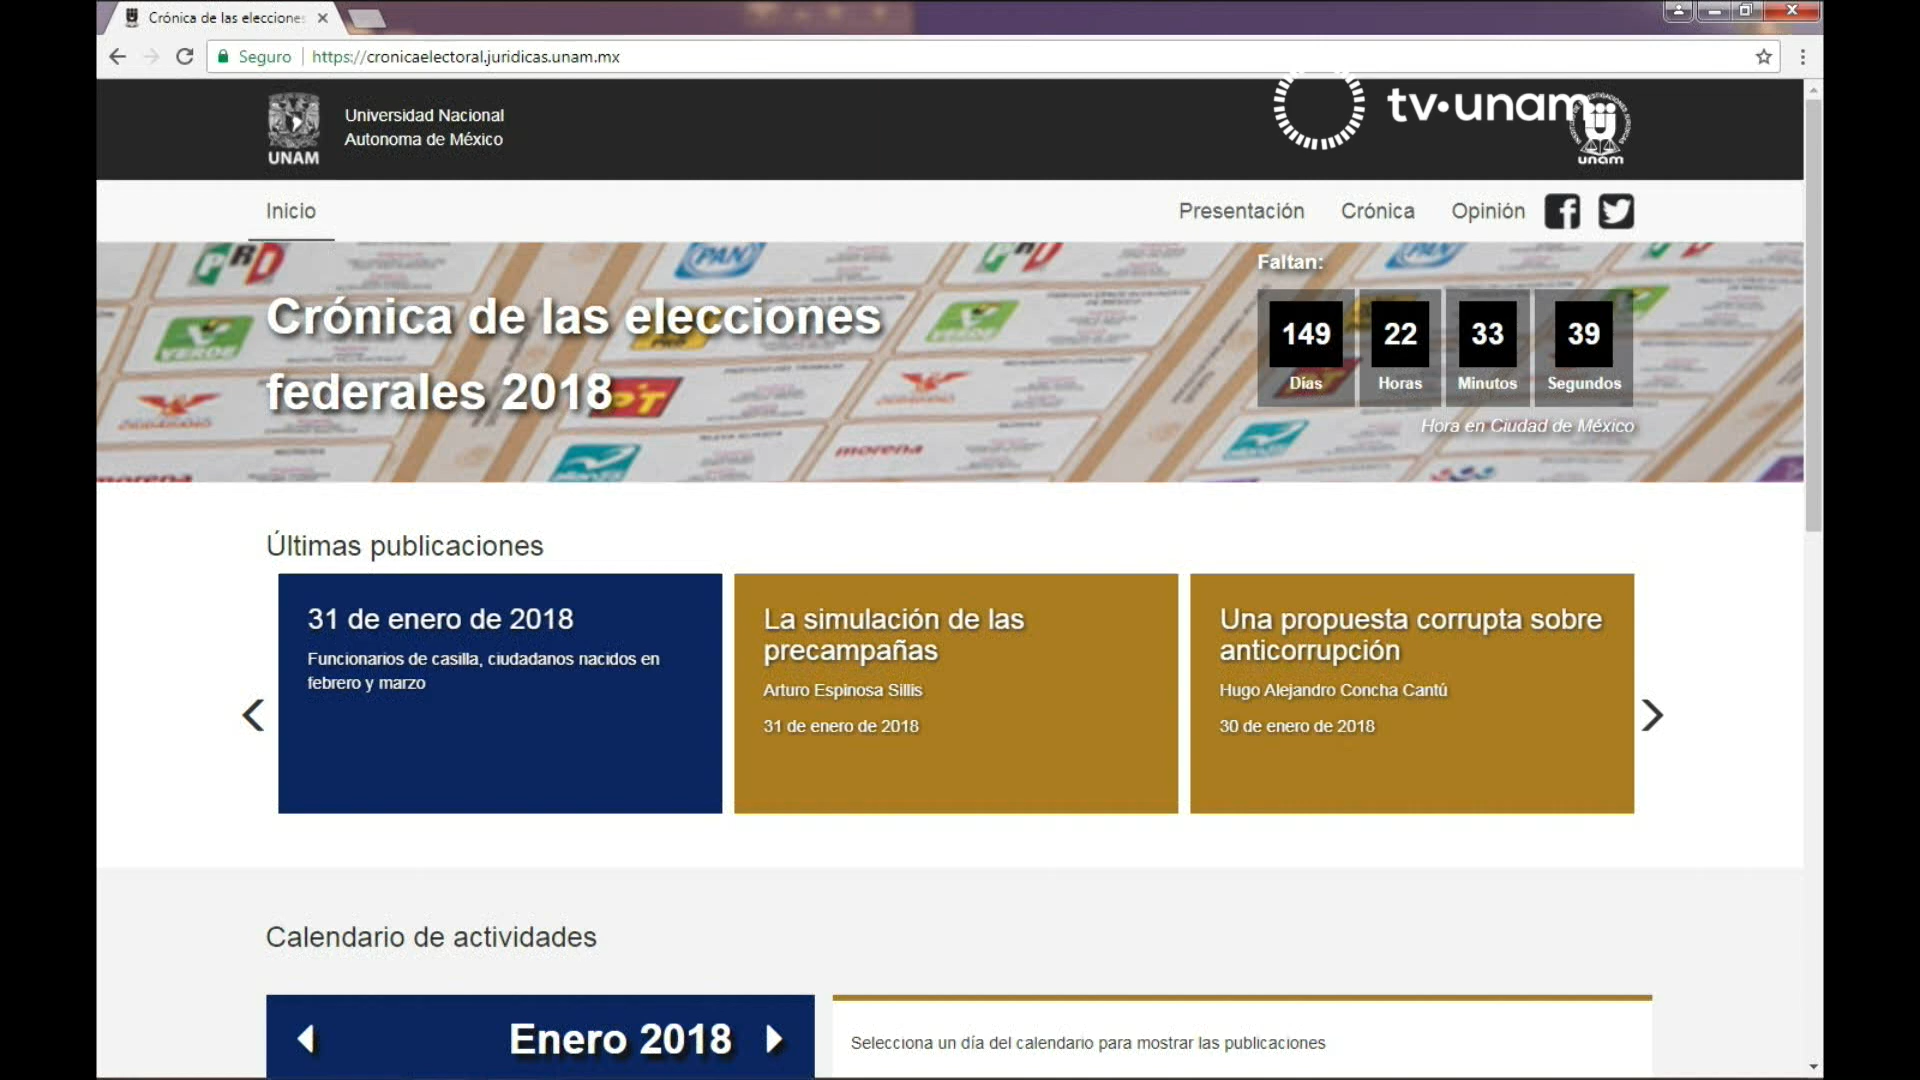 Crónica de las elecciones
Seguro
https://cronicaelectoral.juridicas.unam.mx
UNAM
Universidad Nacional
Autonoma de México
tv.unam
unam
Inicio
Presentación
Crónica
Opinión
Crónica de las elecciones
federales 2018
Faltan:
149
22
33
39
Días
Horas
Minutos
Segundos
Hora en Ciudad de México
PRD
PAN
VERDE
PT
morena
Últimas publicaciones
31 de enero de 2018
Funcionarios de casilla, ciudadanos nacidos en
febrero y marzo
La simulación de las
precampañas
Arturo Espinosa Sillis
31 de enero de 2018
Una propuesta corrupta sobre
anticorrupción
Hugo Alejandro Concha Cantú
30 de enero de 2018
Calendario de actividades
Enero 2018
Selecciona un día del calendario para mostrar las publicaciones